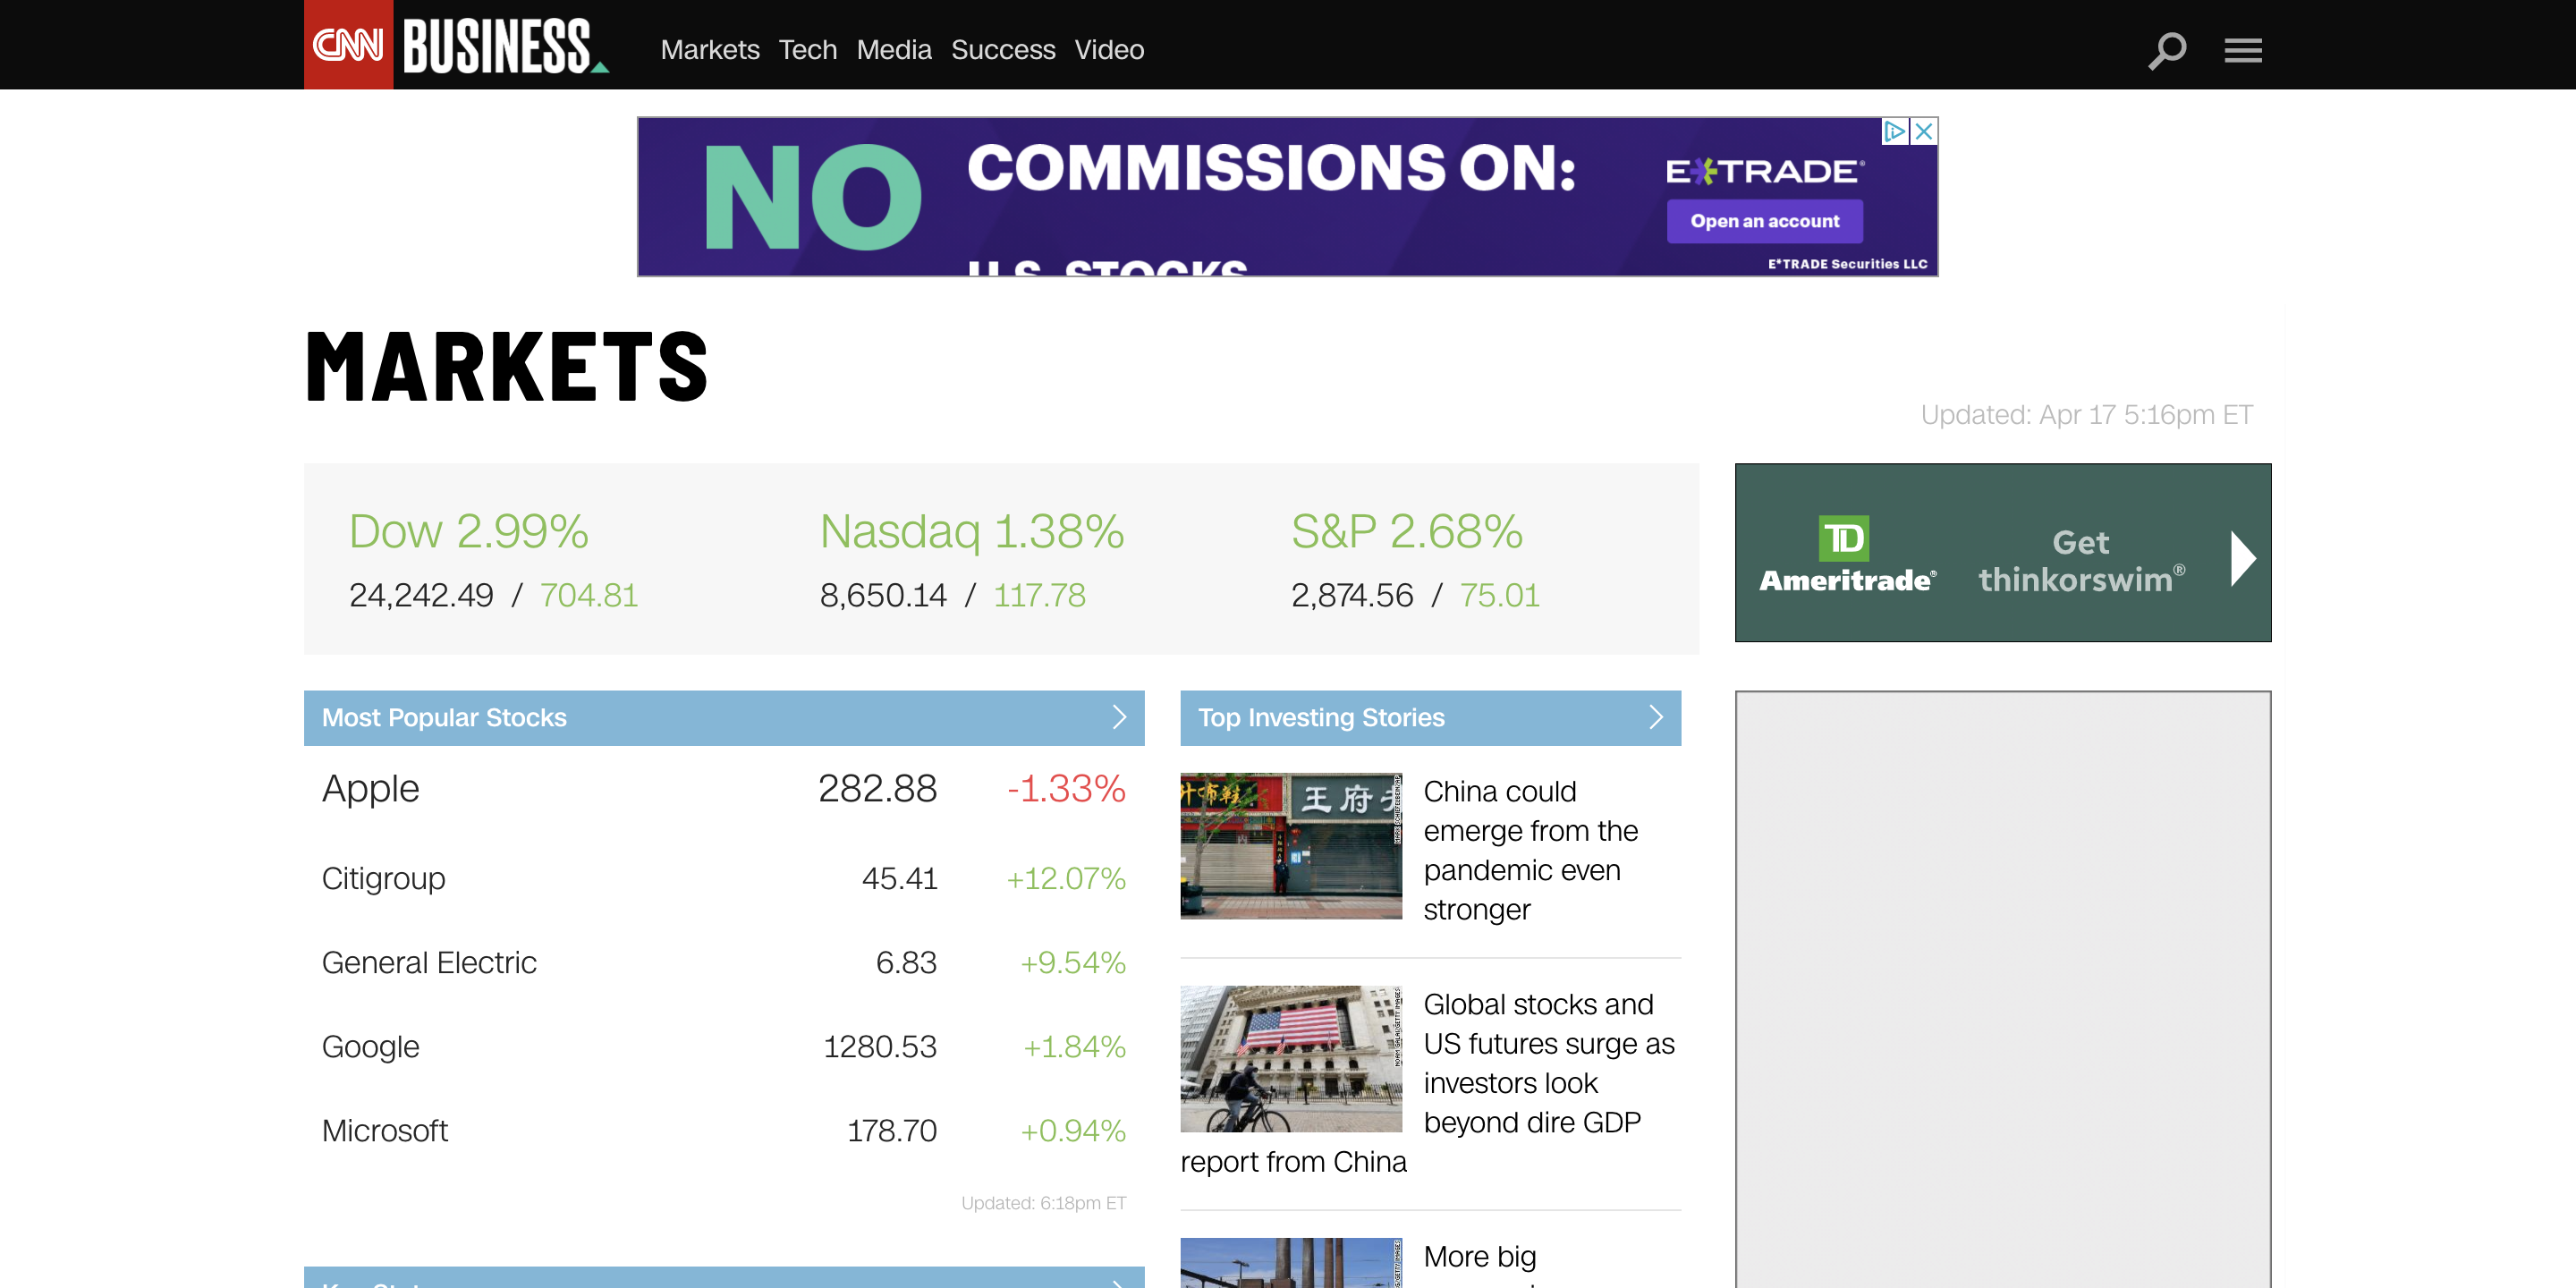 CNN BUSINESS
Markets Tech Media Success Video
NO
COMMISSIONS ON:
U.S. STOCKS
E*TRADE®
Open an account
E*TRADE Securities LLC
MARKETS
Updated: Apr 17 5:16pm ET
Dow 2.99%
24,242.49 / 704.81
Nasdaq 1.38%
8,650.14 / 117.78
S&P 2.68%
2,874.56 / 75.01
TD
Ameritrade®
Get
thinkorswim®
Most Popular Stocks
Apple 282.88 -1.33%
Citigroup 45.41 +12.07%
General Electric 6.83 +9.54%
Google 1280.53 +1.84%
Microsoft 178.70 +0.94%
Updated: 6:18pm ET
Top Investing Stories
王府
China could
emerge from the
pandemic even
stronger
Global stocks and
US futures surge as
investors look
beyond dire GDP
report from China
More big